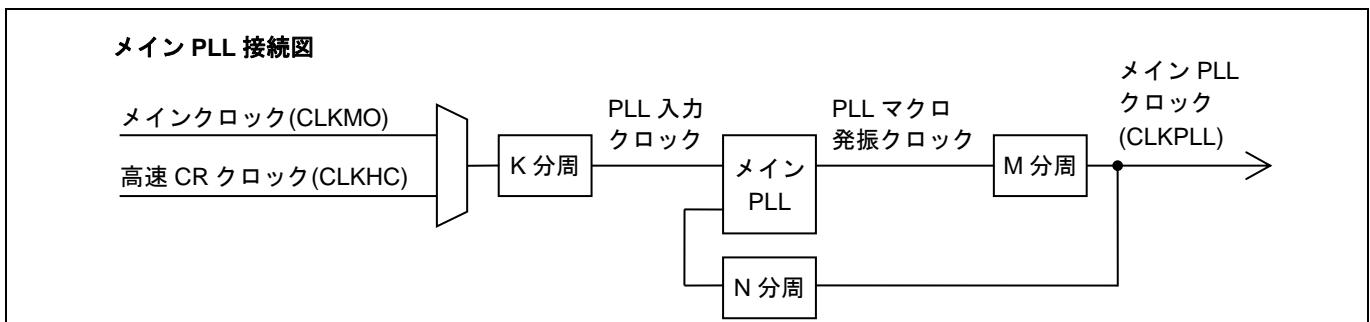 メイン PLL 接続図
メインクロック(CLKMO)
高速 CR クロック(CLKHC)
K 分周
PLL 入力
クロック
メイン
PLL
PLL マクロ
発振クロック
M 分周
メイン PLL
クロック
(CLKPLL)
N 分周